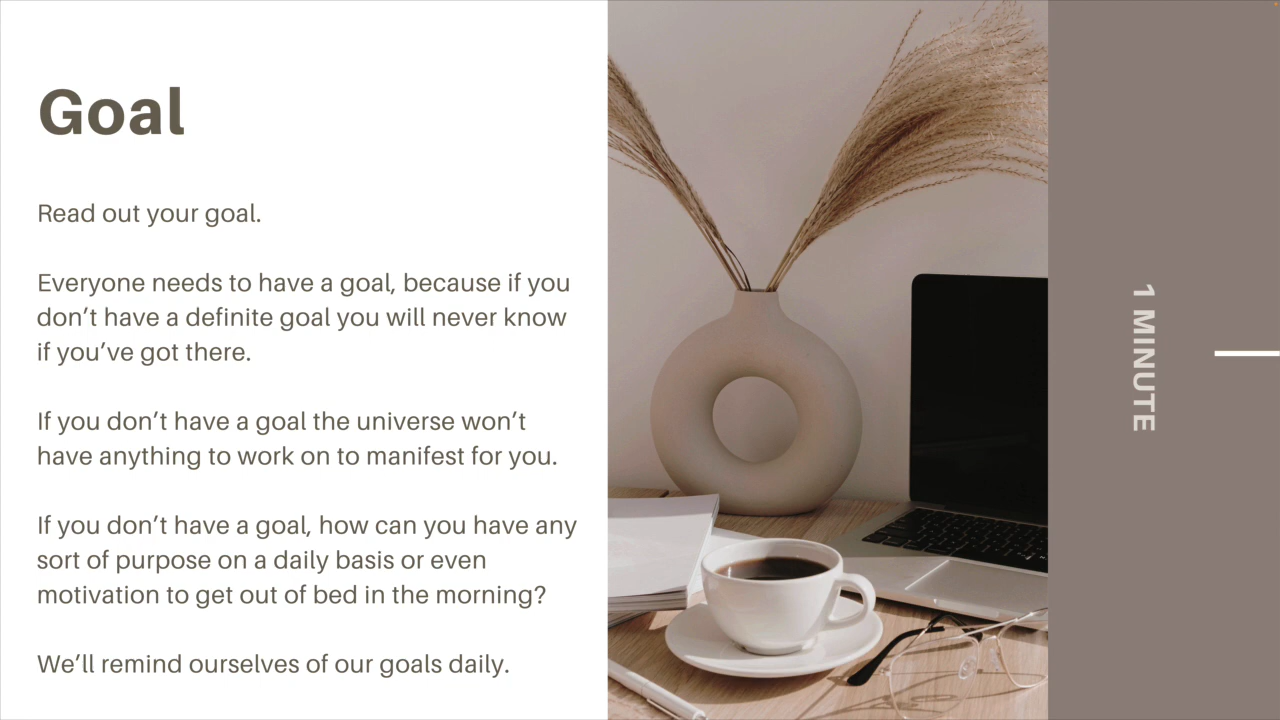 Goal
Read out your goal.
Everyone needs to have a goal, because if you
don’t have a definite goal you will never know
if you’ve got there.
If you don’t have a goal the universe won’t
have anything to work on to manifest for you.
If you don’t have a goal, how can you have any
sort of purpose on a daily basis or even
motivation to get out of bed in the morning?
We’ll remind ourselves of our goals daily.
1 MINUTE